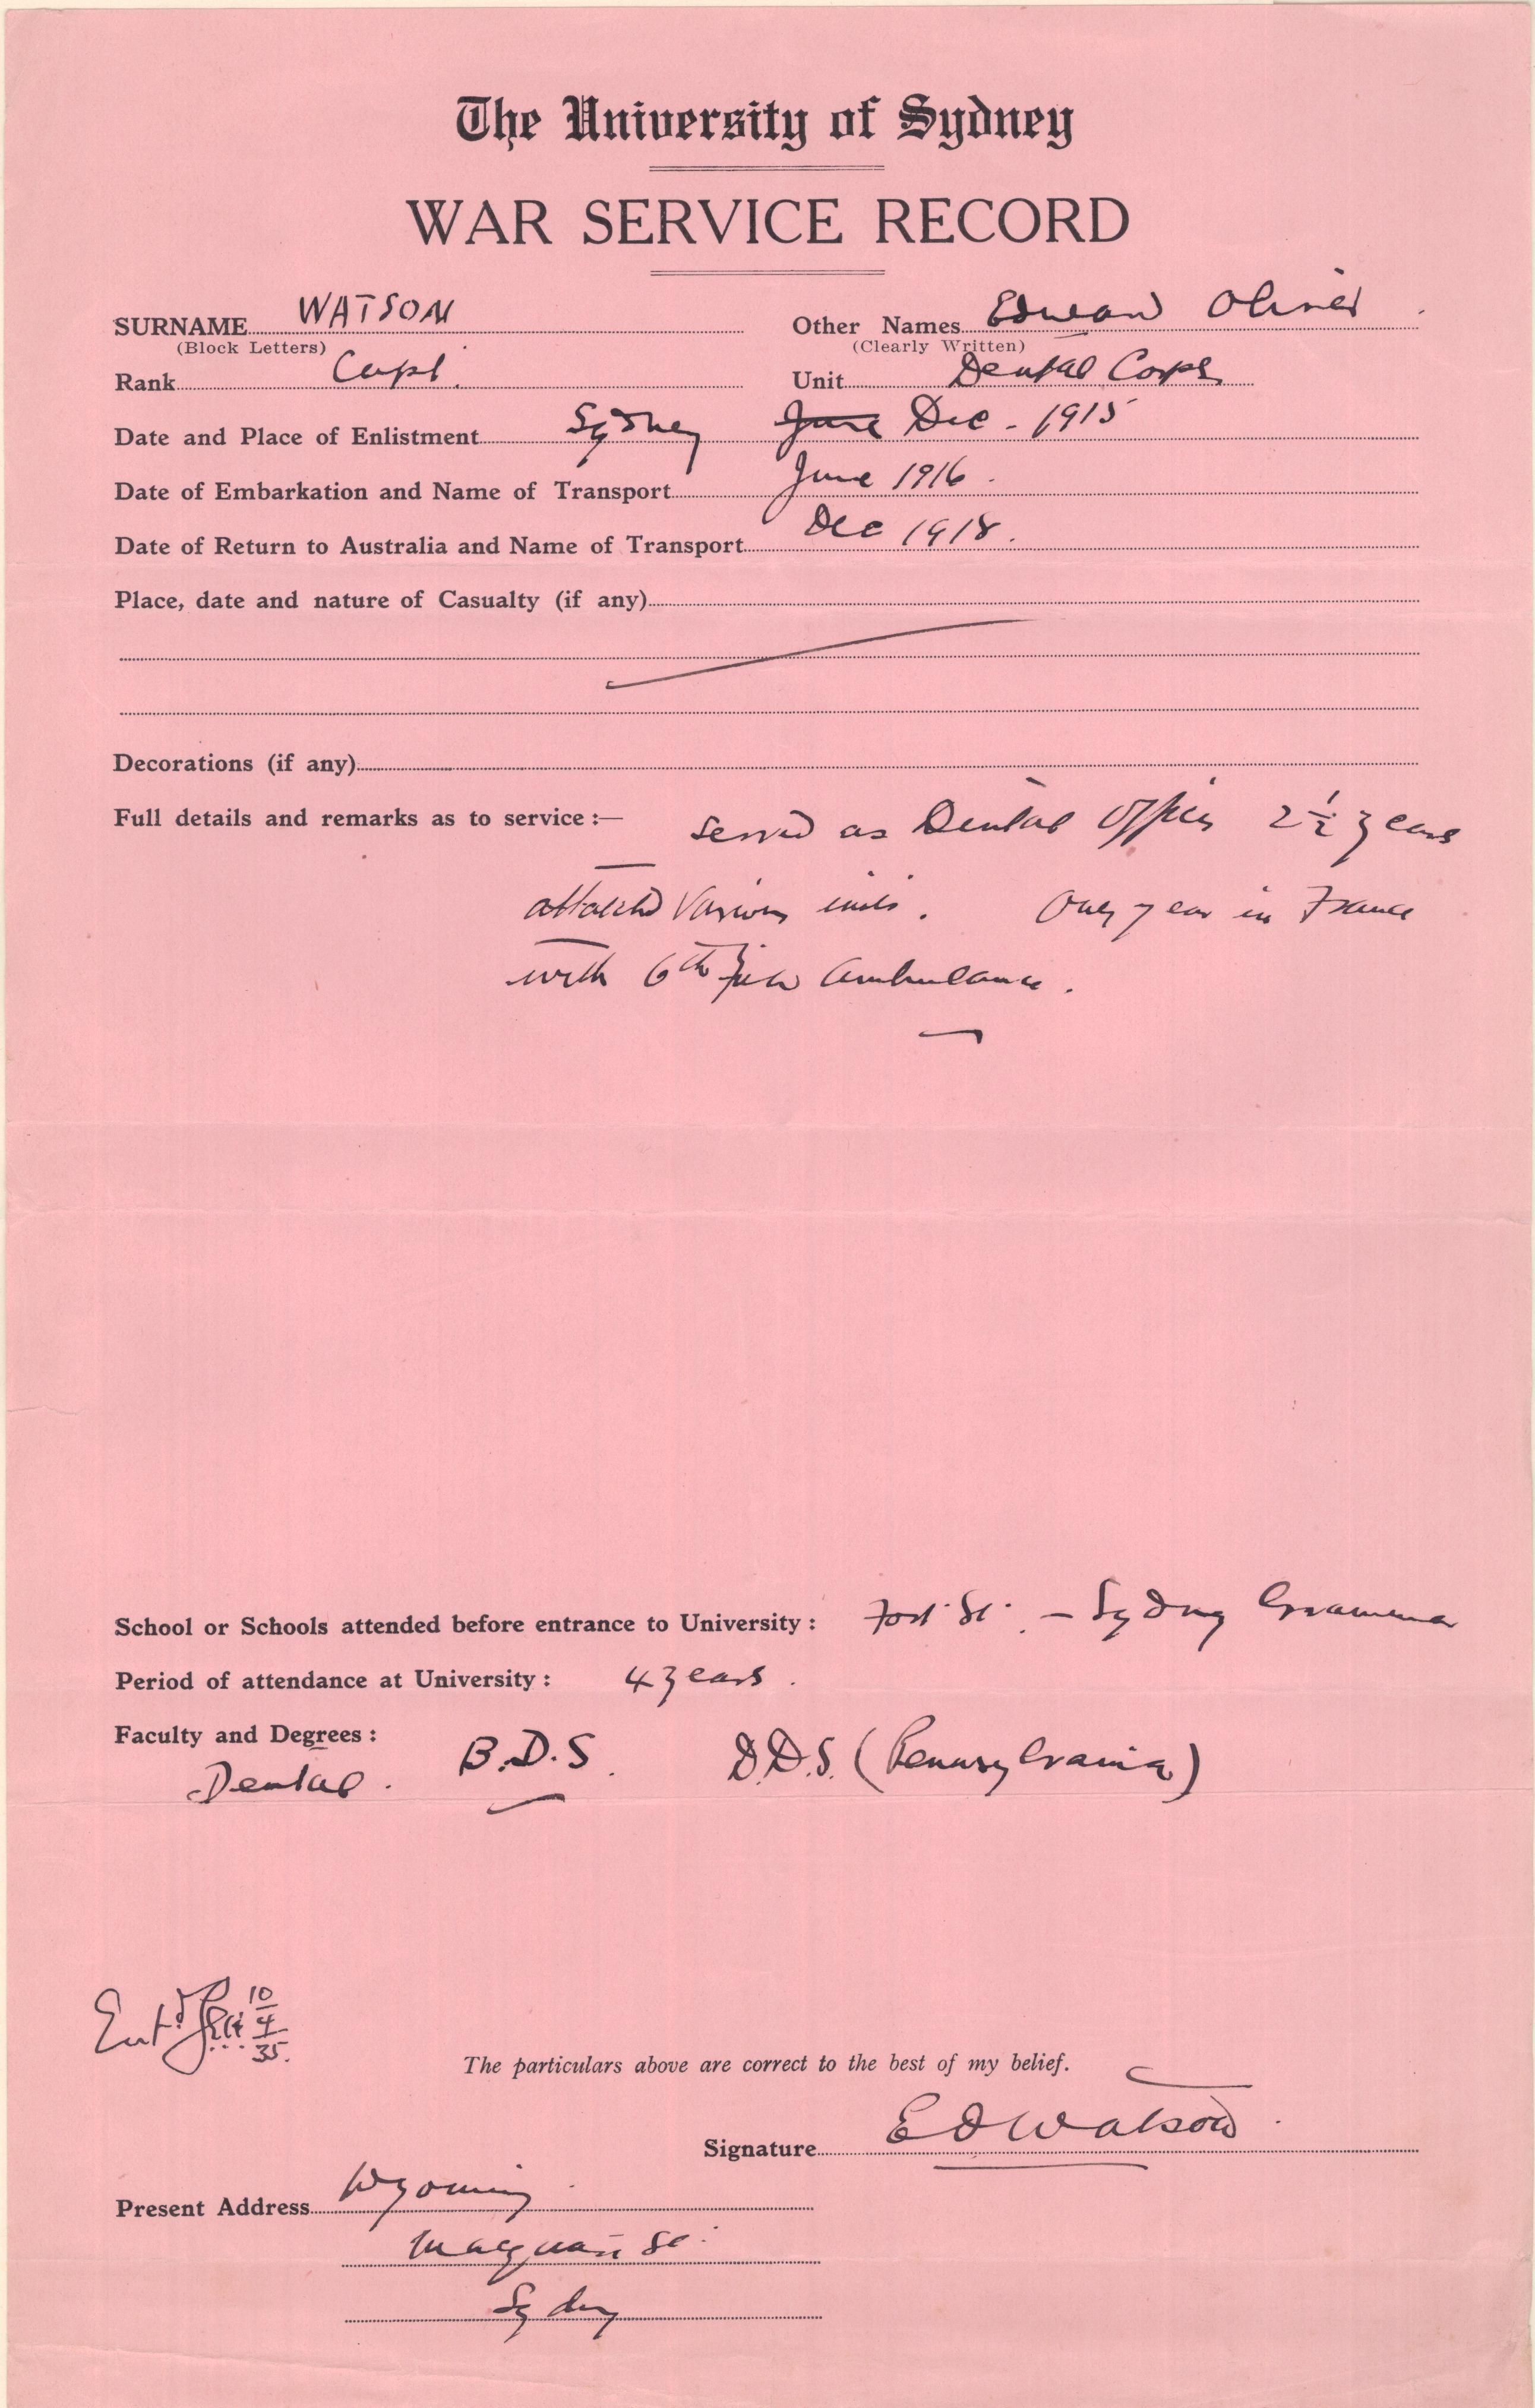 The University of Sydney
WAR SERVICE RECORD
SURNAME WATSON Other Names Edward Oliver
(Block Letters) (Clearly Written)
Rank Capt. Unit Dental Corps
Date and Place of Enlistment Sydney June Dec - 1915
Date of Embarkation and Name of Transport June 1916.
Date of Return to Australia and Name of Transport Dec 1918.
Place, date and nature of Casualty (if any)
Decorations (if any)
Full details and remarks as to service:— Served as Dental Officer 2½ years
attached various units. One year in France
with 6th Field Ambulance.
School or Schools attended before entrance to University: Fort St. - Sydney Grammar
Period of attendance at University: 4 years.
Faculty and Degrees:
Dental. B.D.S. D.D.S. (Pennsylvania)
Ent'd 10/4/35.
The particulars above are correct to the best of my belief.
Signature E O Watson
Present Address Wyoming
Macquarie St.
Sydney